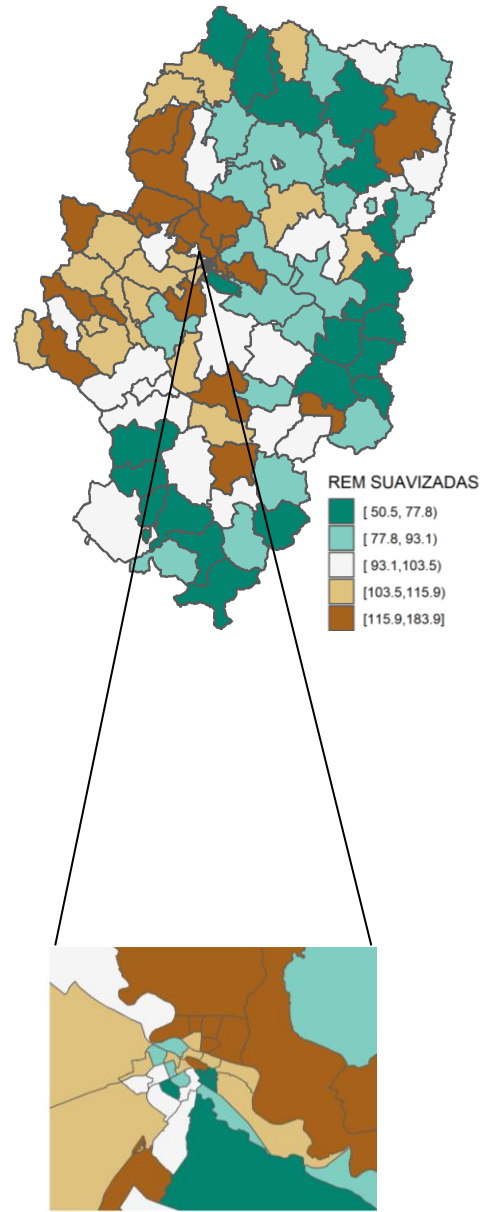 REM SUAVIZADAS
[ 50.5, 77.8)
[ 77.8, 93.1)
[ 93.1,103.5)
[103.5,115.9)
[115.9,183.9]